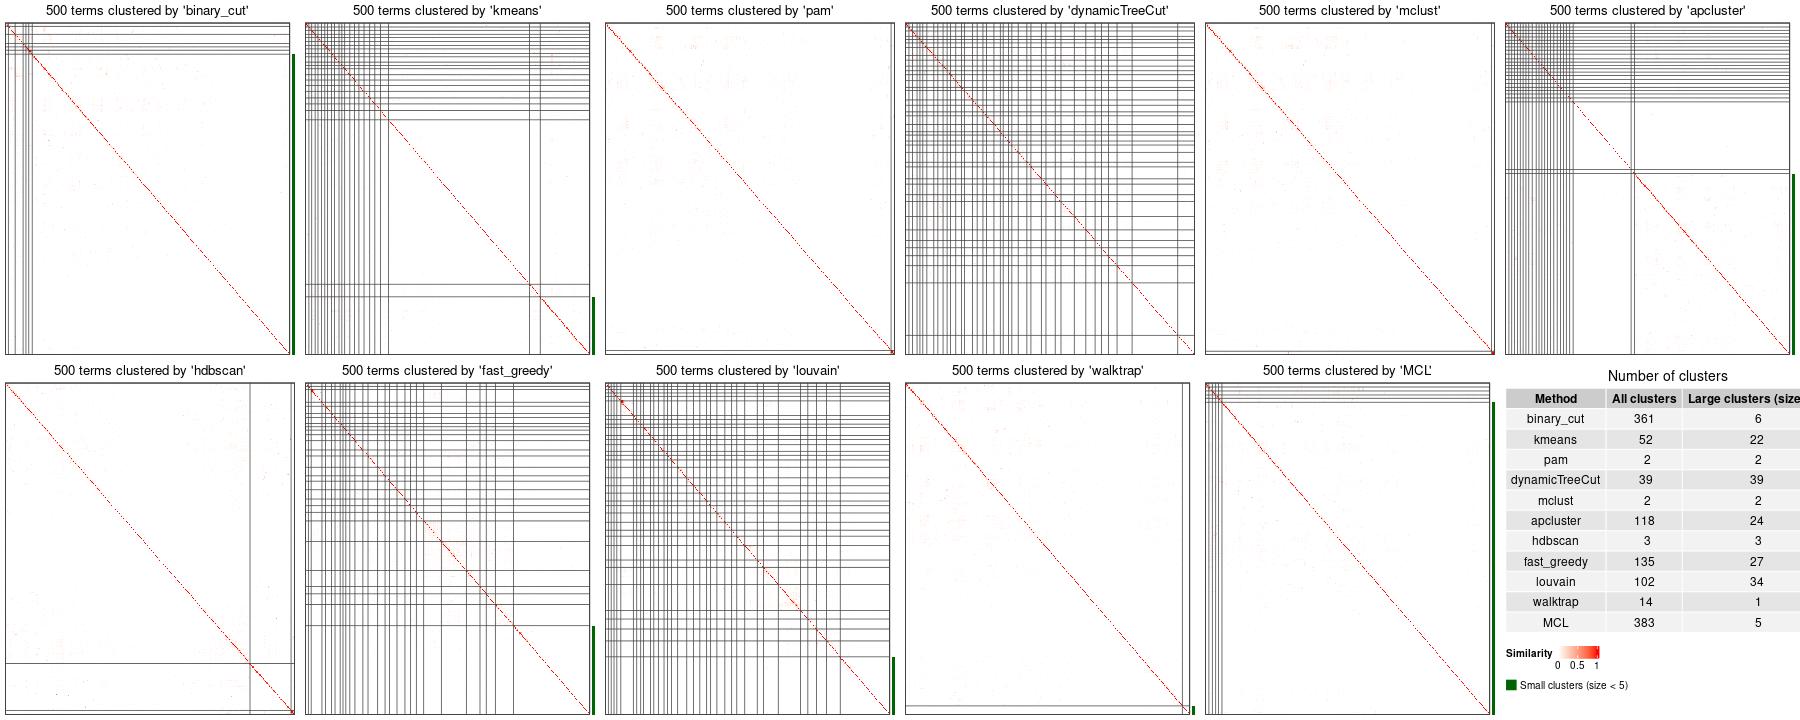 500 terms clustered by 'binary_cut'
500 terms clustered by 'kmeans'
500 terms clustered by 'pam'
500 terms clustered by 'dynamicTreeCut'
500 terms clustered by 'mclust'
500 terms clustered by 'apcluster'
500 terms clustered by 'hdbscan'
500 terms clustered by 'fast_greedy'
500 terms clustered by 'louvain'
500 terms clustered by 'walktrap'
500 terms clustered by 'MCL'
Number of clusters
Method All clusters Large clusters (size
binary_cut 361 6
kmeans 52 22
pam 2 2
dynamicTreeCut 39 39
mclust 2 2
apcluster 118 24
hdbscan 3 3
fast_greedy 135 27
louvain 102 34
walktrap 14 1
MCL 383 5
Similarity
0 0.5 1
Small clusters (size < 5)